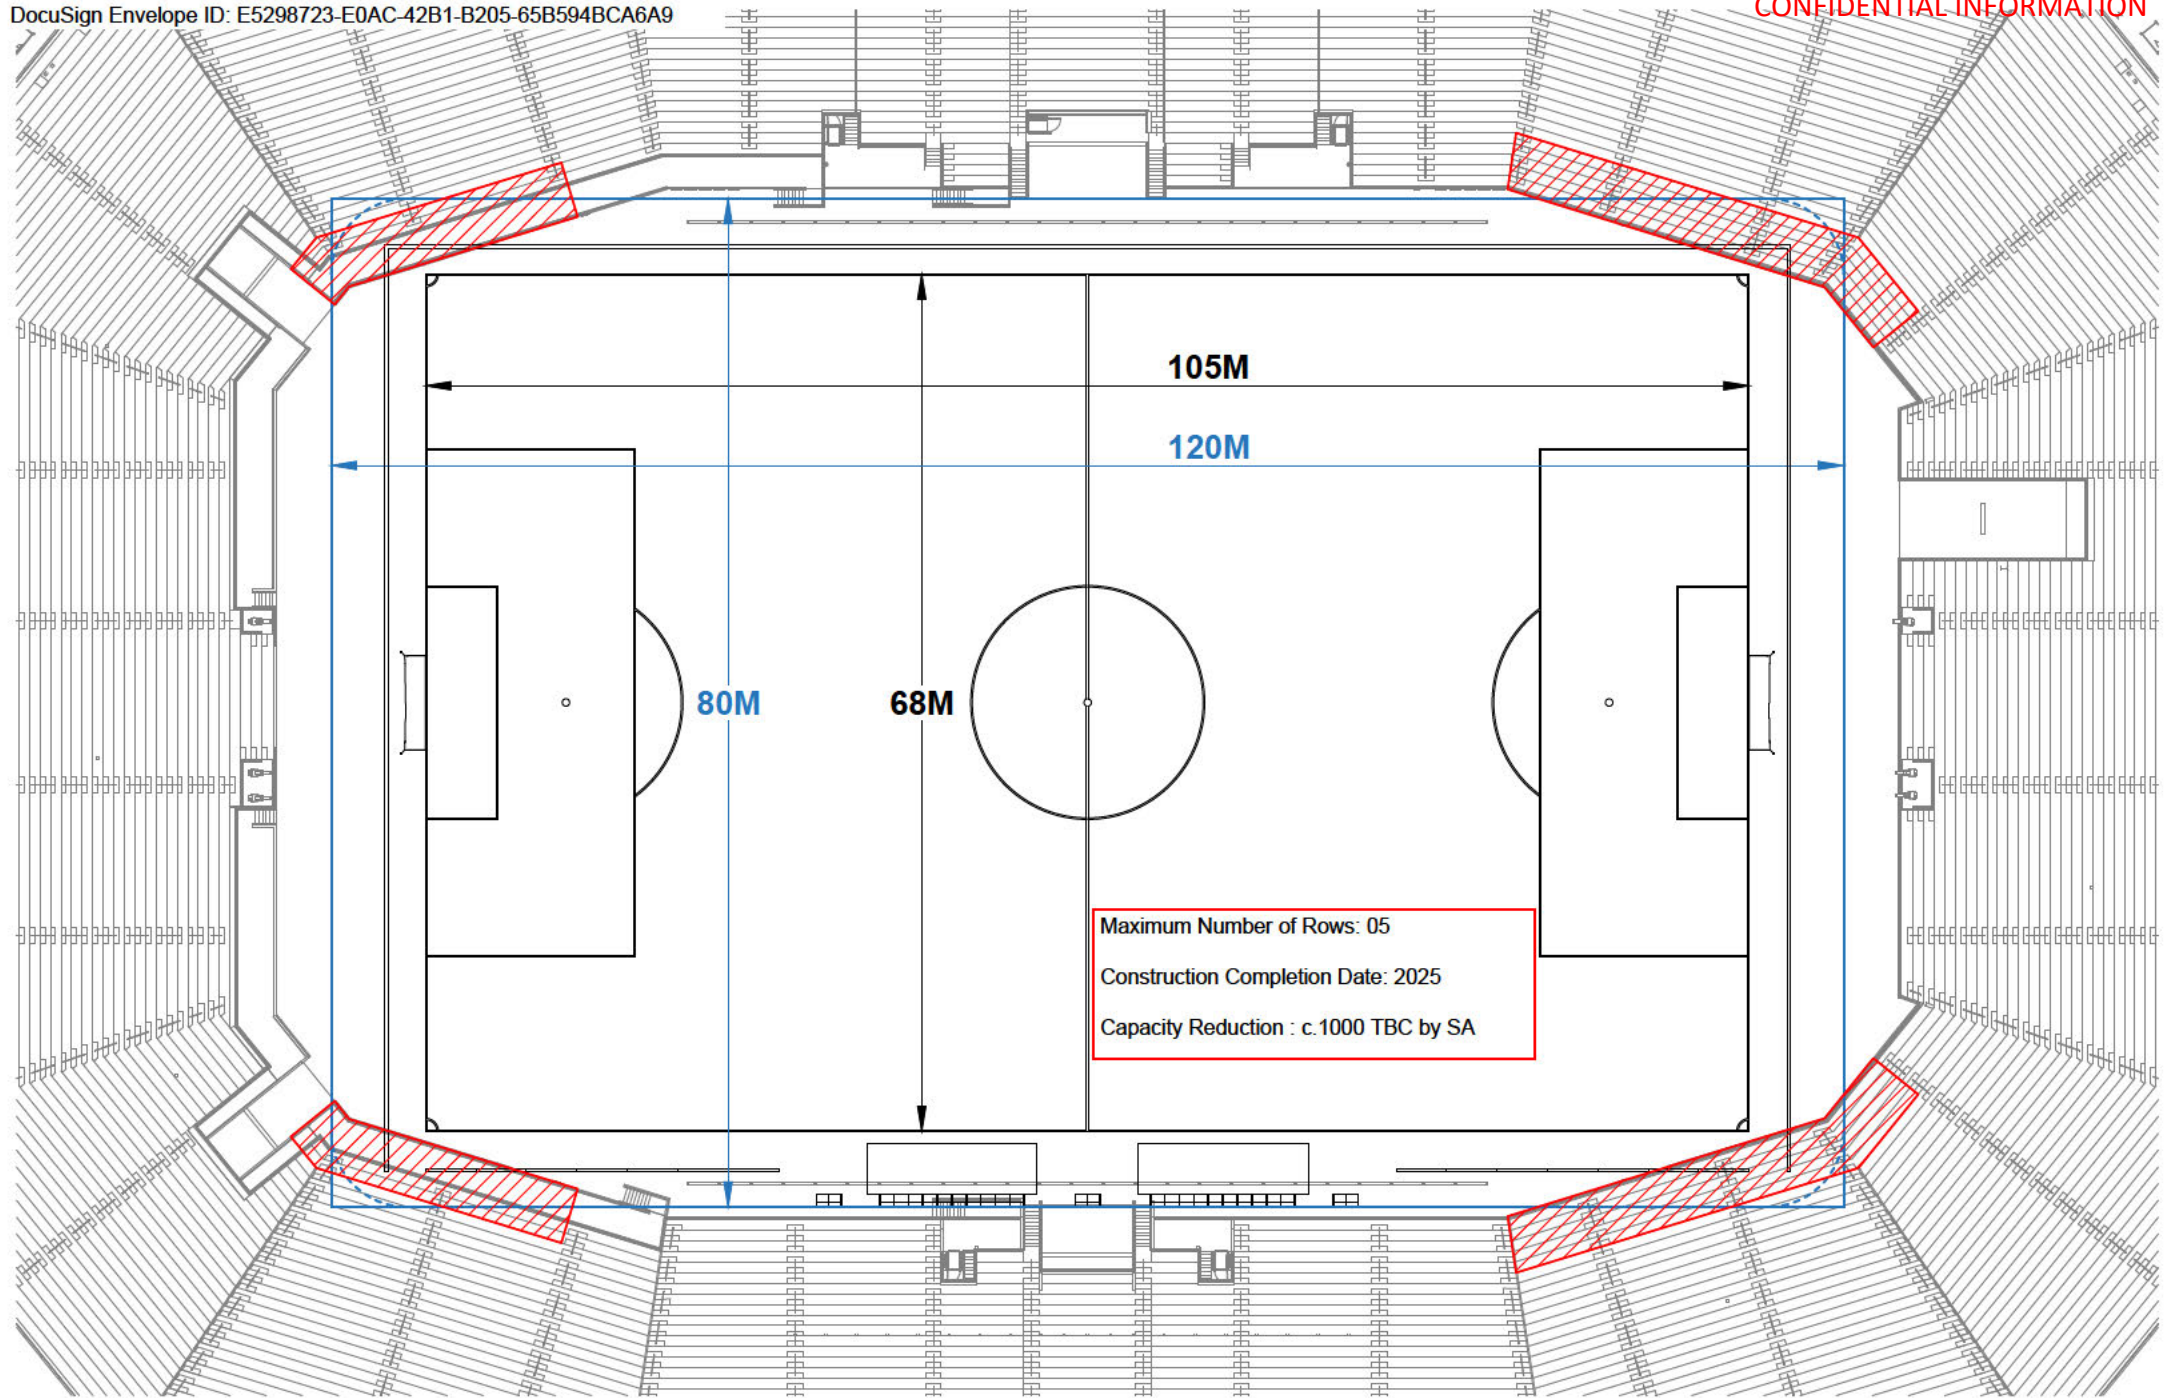 DocuSign Envelope ID: E5298723-E0AC-42B1-B205-65B594BCA6A9
CONFIDENTIAL INFORMATION
105M
120M
80M
68M
Maximum Number of Rows: 05
Construction Completion Date: 2025
Capacity Reduction : c.1000 TBC by SA